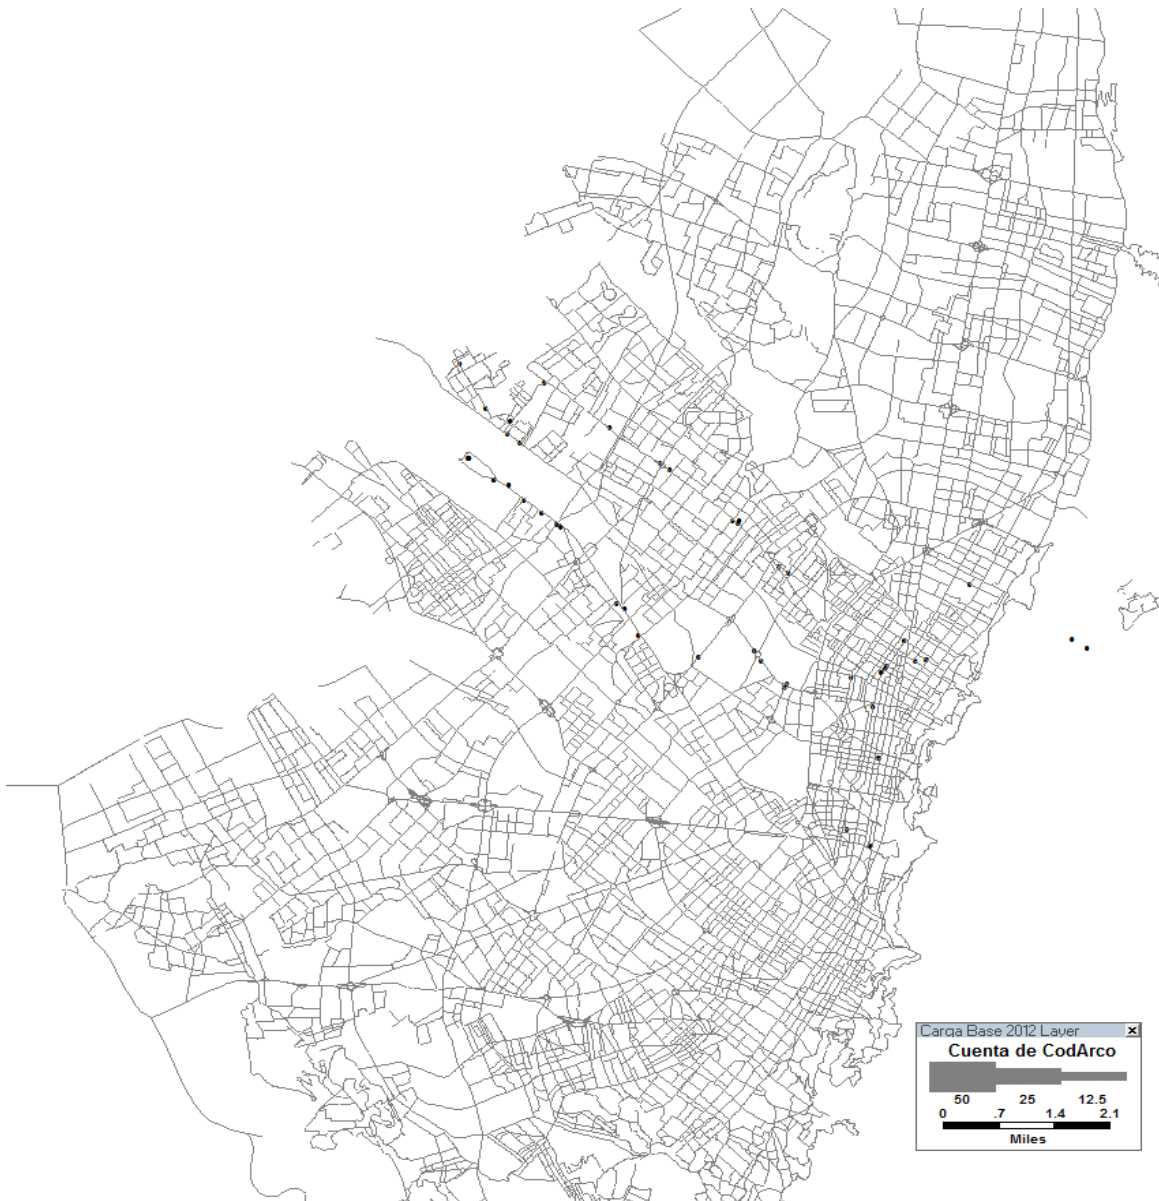 Carga Base 2012 Layer
Cuenta de CodArco
50 25 12.5
0 .7 1.4 2.1
Miles